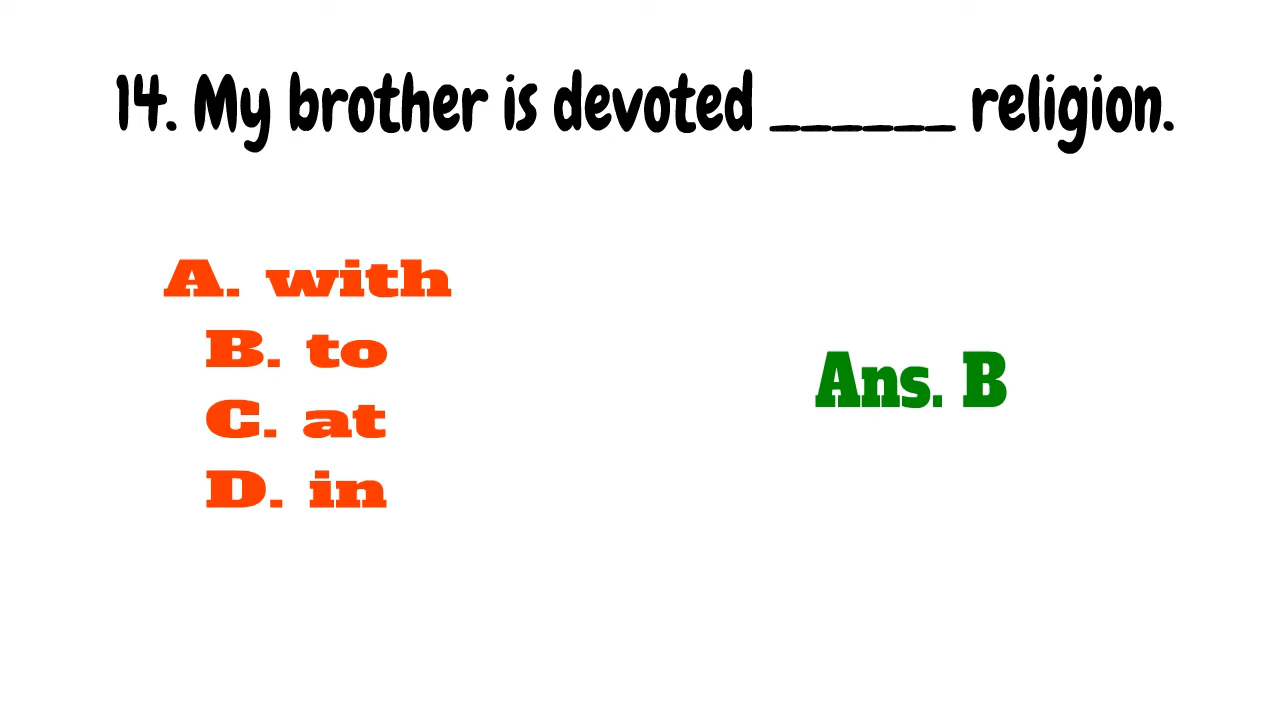 14. My brother is devoted ______ religion.
A. with
B. to
C. at
D. in
Ans. B